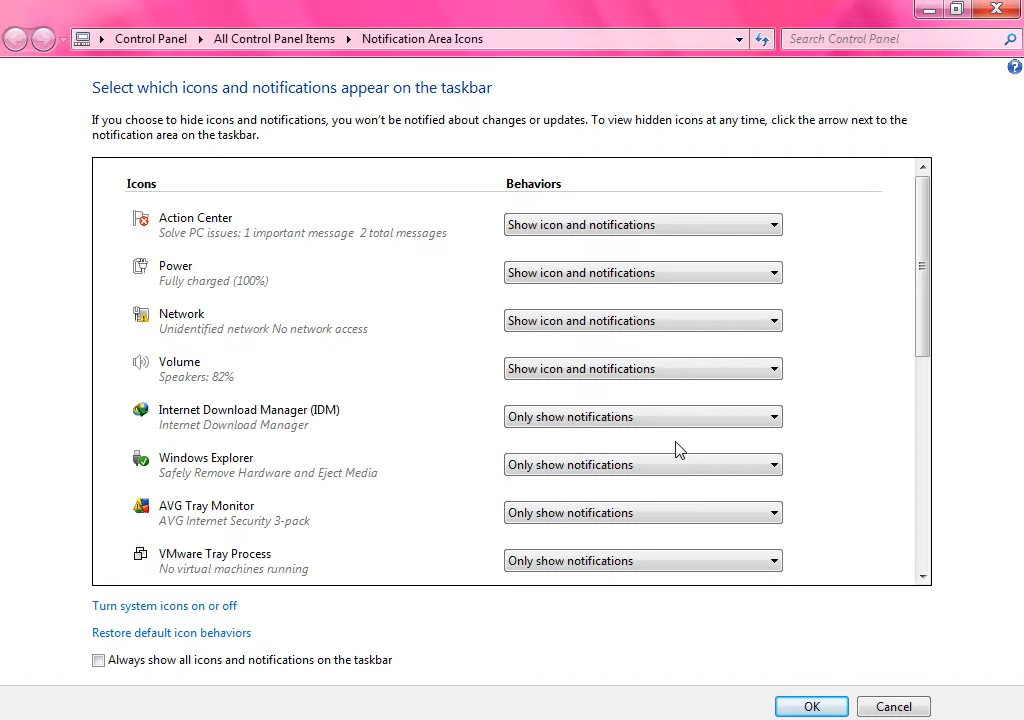 Control Panel All Control Panel Items Notification Area Icons Search Control Panel
Select which icons and notifications appear on the taskbar
If you choose to hide icons and notifications, you won't be notified about changes or updates. To view hidden icons at any time, click the arrow next to the
notification area on the taskbar.
Icons Behaviors
Action Center Show icon and notifications
Solve PC issues: 1 important message 2 total messages
Power Show icon and notifications
Fully charged (100%)
Network Show icon and notifications
Unidentified network No network access
Volume Show icon and notifications
Speakers: 82%
Internet Download Manager (IDM) Only show notifications
Internet Download Manager
Windows Explorer Only show notifications
Safely Remove Hardware and Eject Media
AVG Tray Monitor Only show notifications
AVG Internet Security 3-pack
VMware Tray Process Only show notifications
No virtual machines running
Turn system icons on or off
Restore default icon behaviors
Always show all icons and notifications on the taskbar
OK Cancel